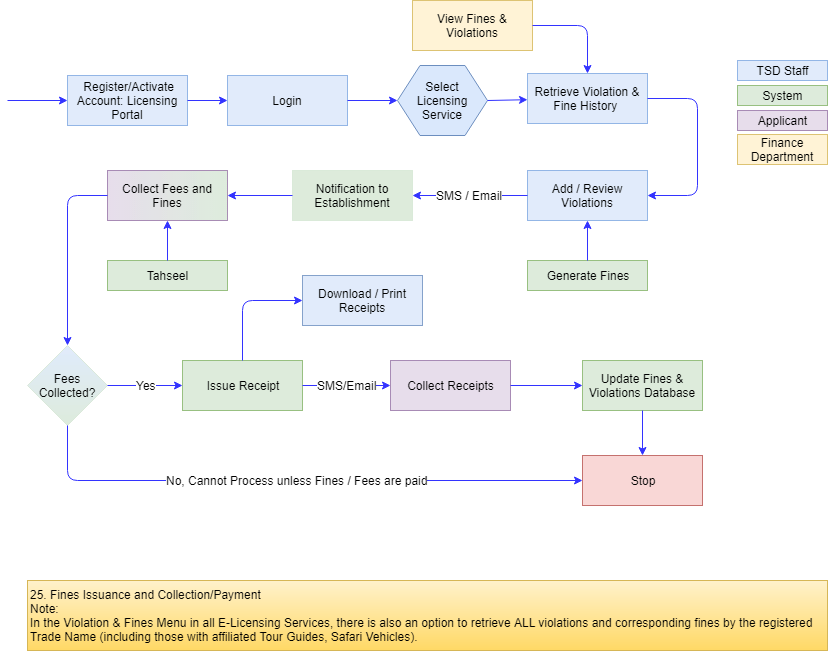 View Fines &
Violations
Register/Activate
Account: Licensing
Portal
Login
Select
Licensing
Service
Retrieve Violation &
Fine History
TSD Staff
System
Applicant
Finance
Department
Collect Fees and
Fines
Notification to
Establishment
SMS / Email
Add / Review
Violations
Tahseel
Generate Fines
Download / Print
Receipts
Fees
Collected?
Yes
Issue Receipt
SMS/Email
Collect Receipts
Update Fines &
Violations Database
No, Cannot Process unless Fines / Fees are paid
Stop
25. Fines Issuance and Collection/Payment
Note:
In the Violation & Fines Menu in all E-Licensing Services, there is also an option to retrieve ALL violations and corresponding fines by the registered
Trade Name (including those with affiliated Tour Guides, Safari Vehicles).